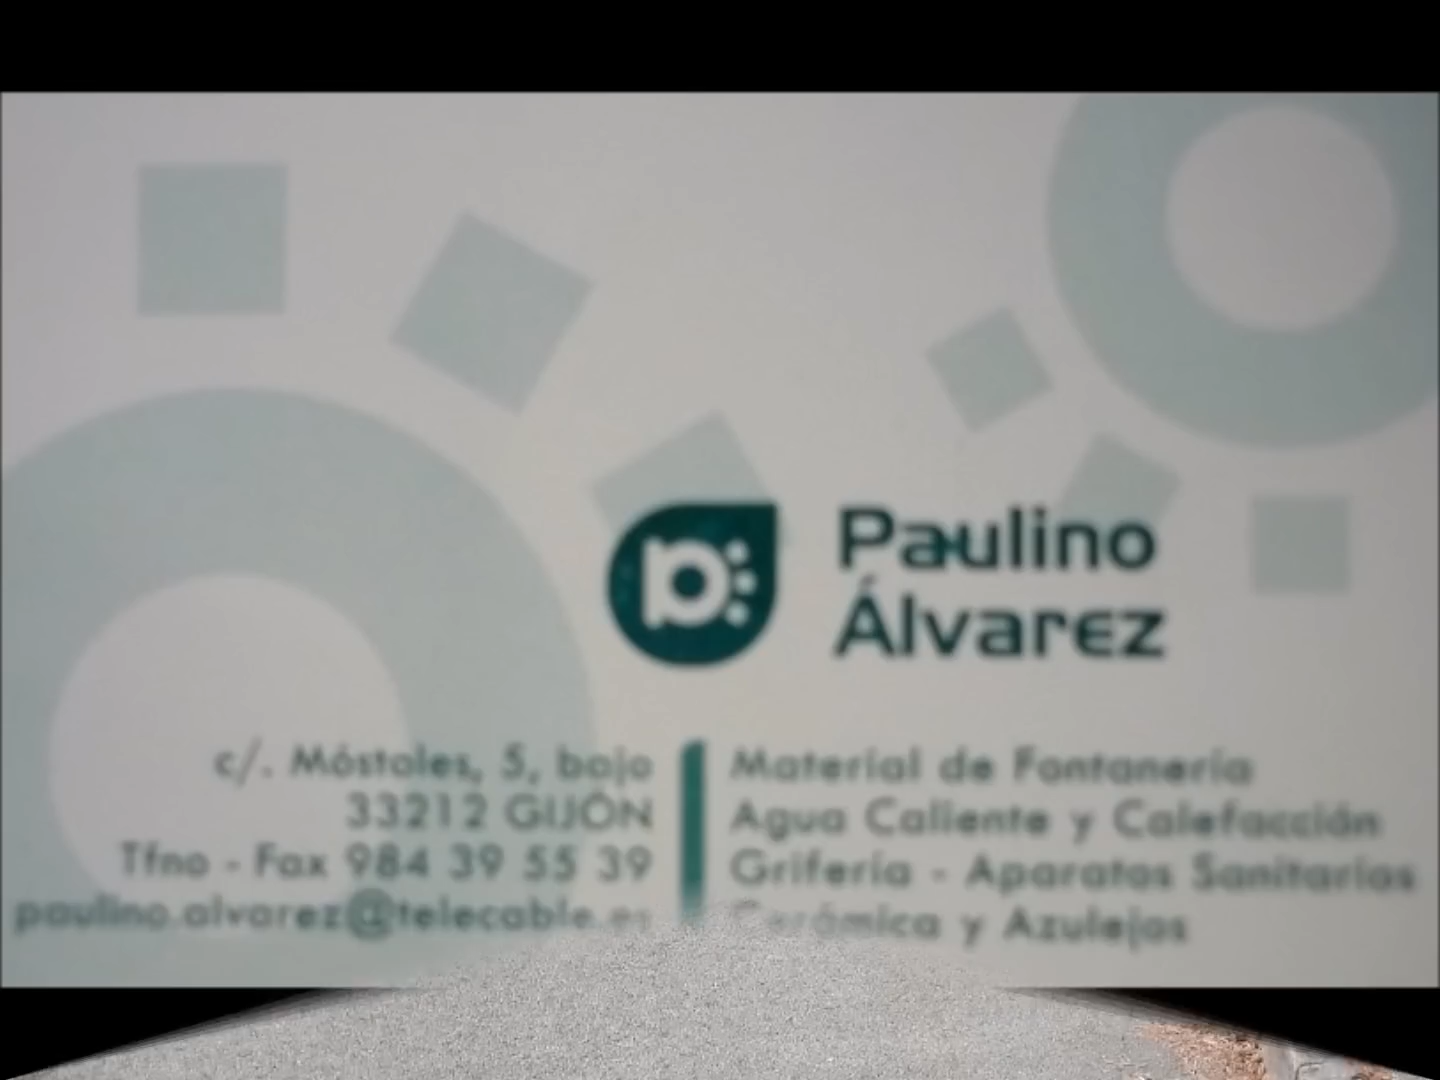 Paulino
Álvarez
c/. Móstoles, 5, bajo
33212 GIJÓN
Tfno - Fax 984 39 55 39
paulino.alvarez@telecable.es
Material de Fontanería
Agua Caliente y Calefacción
Grifería - Aparatos Sanitarios
Cerámica y Azulejos